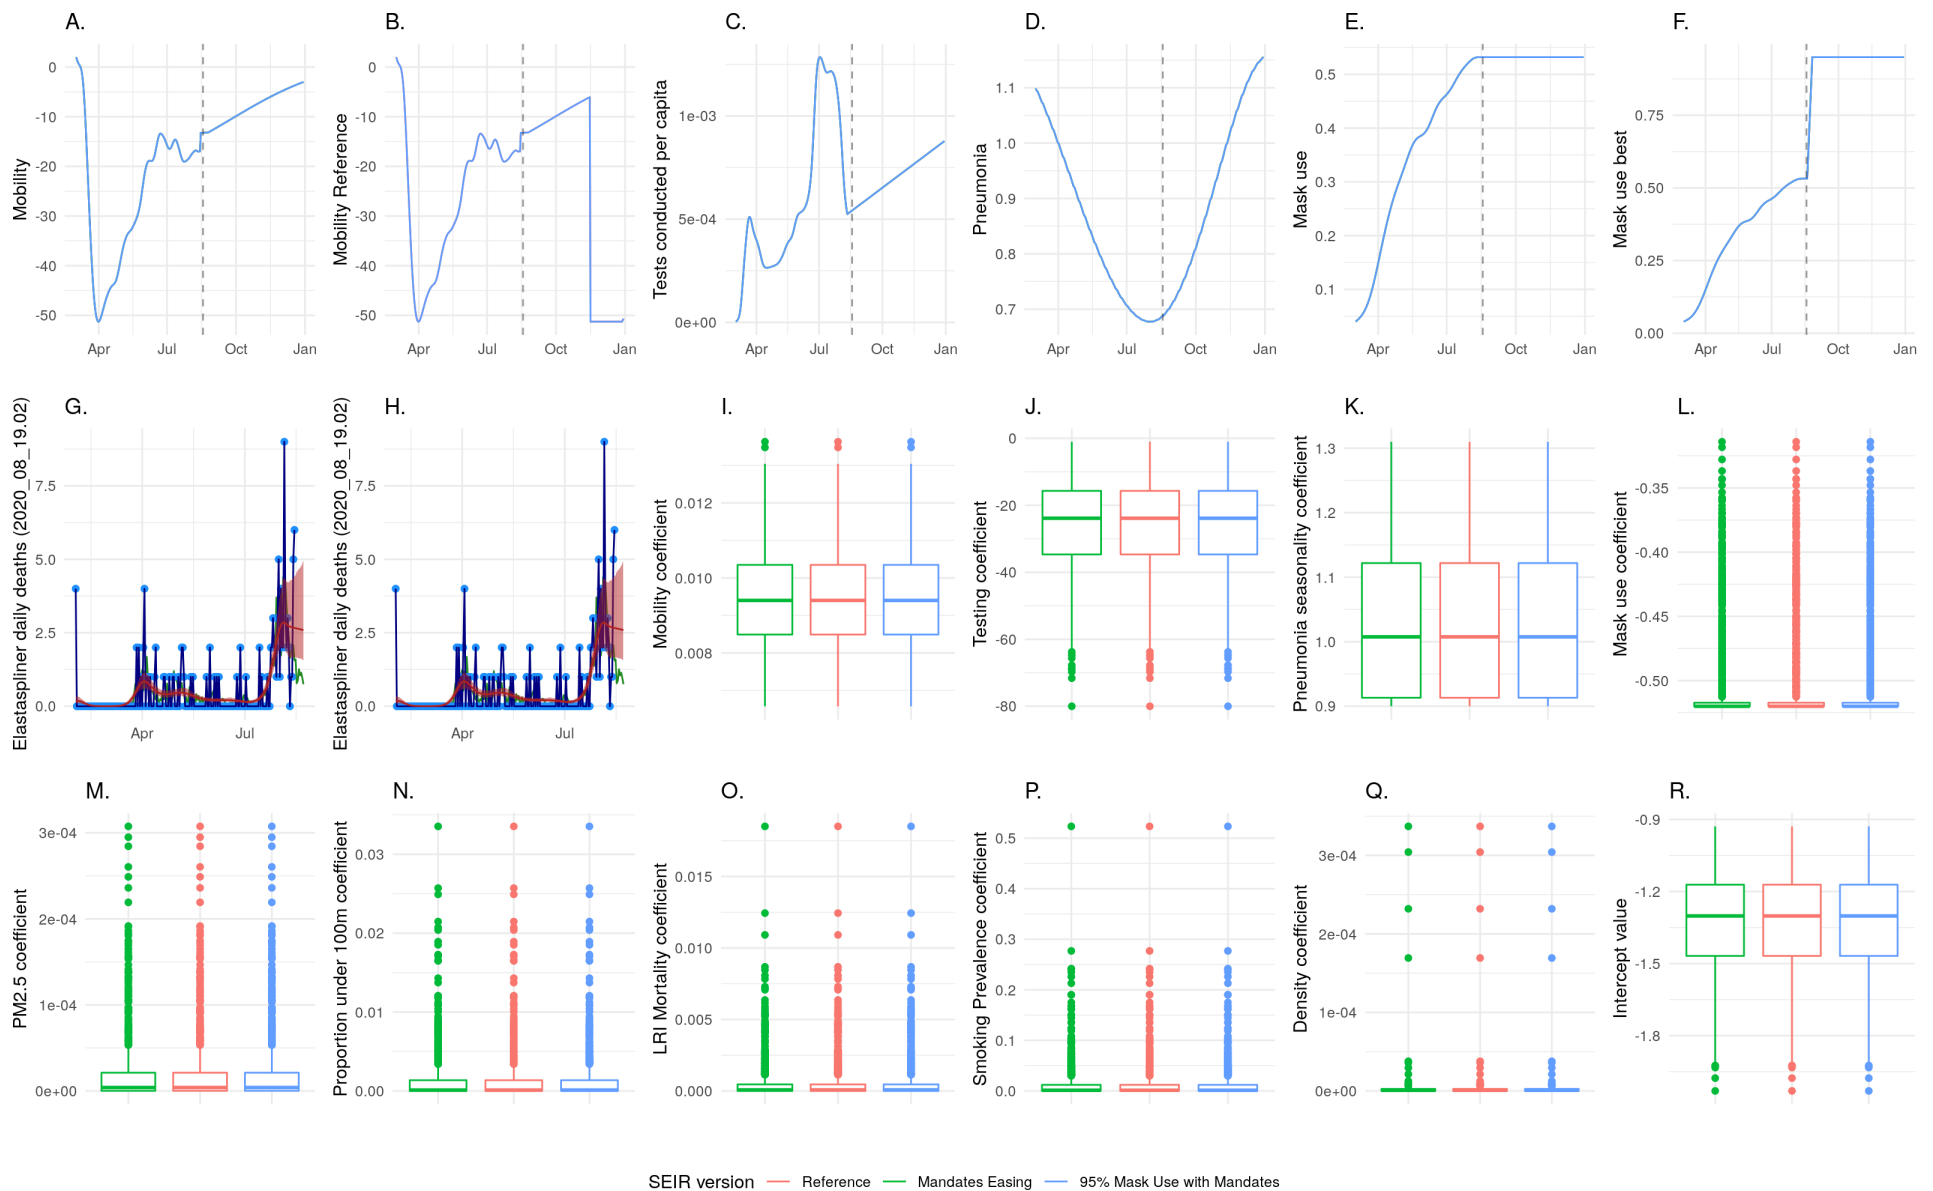 A. B. C. D. E. F.
Mobility
0
-10
-20
-30
-40
-50
Apr Jul Oct Jan
Mobility Reference
0
-10
-20
-30
-40
-50
Apr Jul Oct Jan
Tests conducted per capita
1e-03
5e-04
0e+00
Apr Jul Oct Jan
Pneumonia
1.1
1.0
0.9
0.8
0.7
Apr Jul Oct Jan
Mask use
0.5
0.4
0.3
0.2
0.1
Apr Jul Oct Jan
Mask use best
0.75
0.50
0.25
0.00
Apr Jul Oct Jan
G. H. I. J. K. L.
Elastaspliner daily deaths (2020_08_19.02)
7.5
5.0
2.5
0.0
Apr Jul
Elastaspliner daily deaths (2020_08_19.02)
7.5
5.0
2.5
0.0
Apr Jul
Mobility coefficient
0.012
0.010
0.008
Testing coefficient
0
-20
-40
-60
-80
Pneumonia seasonality coefficient
1.3
1.2
1.1
1.0
0.9
Mask use coefficient
-0.35
-0.40
-0.45
-0.50
M. N. O. P. Q. R.
PM2.5 coefficient
3e-04
2e-04
1e-04
0e+00
Proportion under 100m coefficient
0.03
0.02
0.01
0.00
LRI Mortality coefficient
0.015
0.010
0.005
0.000
Smoking Prevalence coefficient
0.5
0.4
0.3
0.2
0.1
0.0
Density coefficient
3e-04
2e-04
1e-04
0e+00
Intercept value
-0.9
-1.2
-1.5
-1.8
SEIR version Reference Mandates Easing 95% Mask Use with Mandates